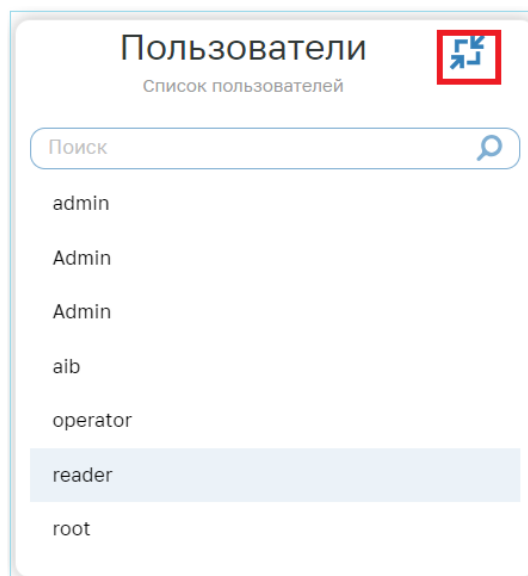 Пользователи
Список пользователей
Поиск
admin
Admin
Admin
aib
operator
reader
root